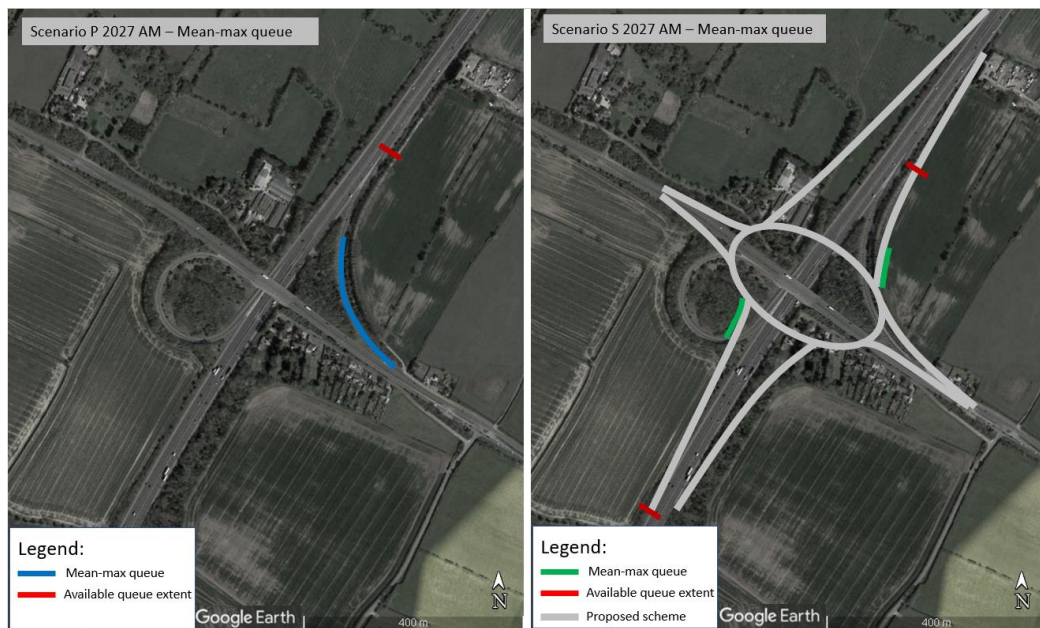 Scenario P 2027 AM – Mean-max queue
Legend:
Mean-max queue
Available queue extent
Google Earth
400 m
N
Scenario S 2027 AM – Mean-max queue
Legend:
Mean-max queue
Available queue extent
Proposed scheme
Google Earth
400 m
N